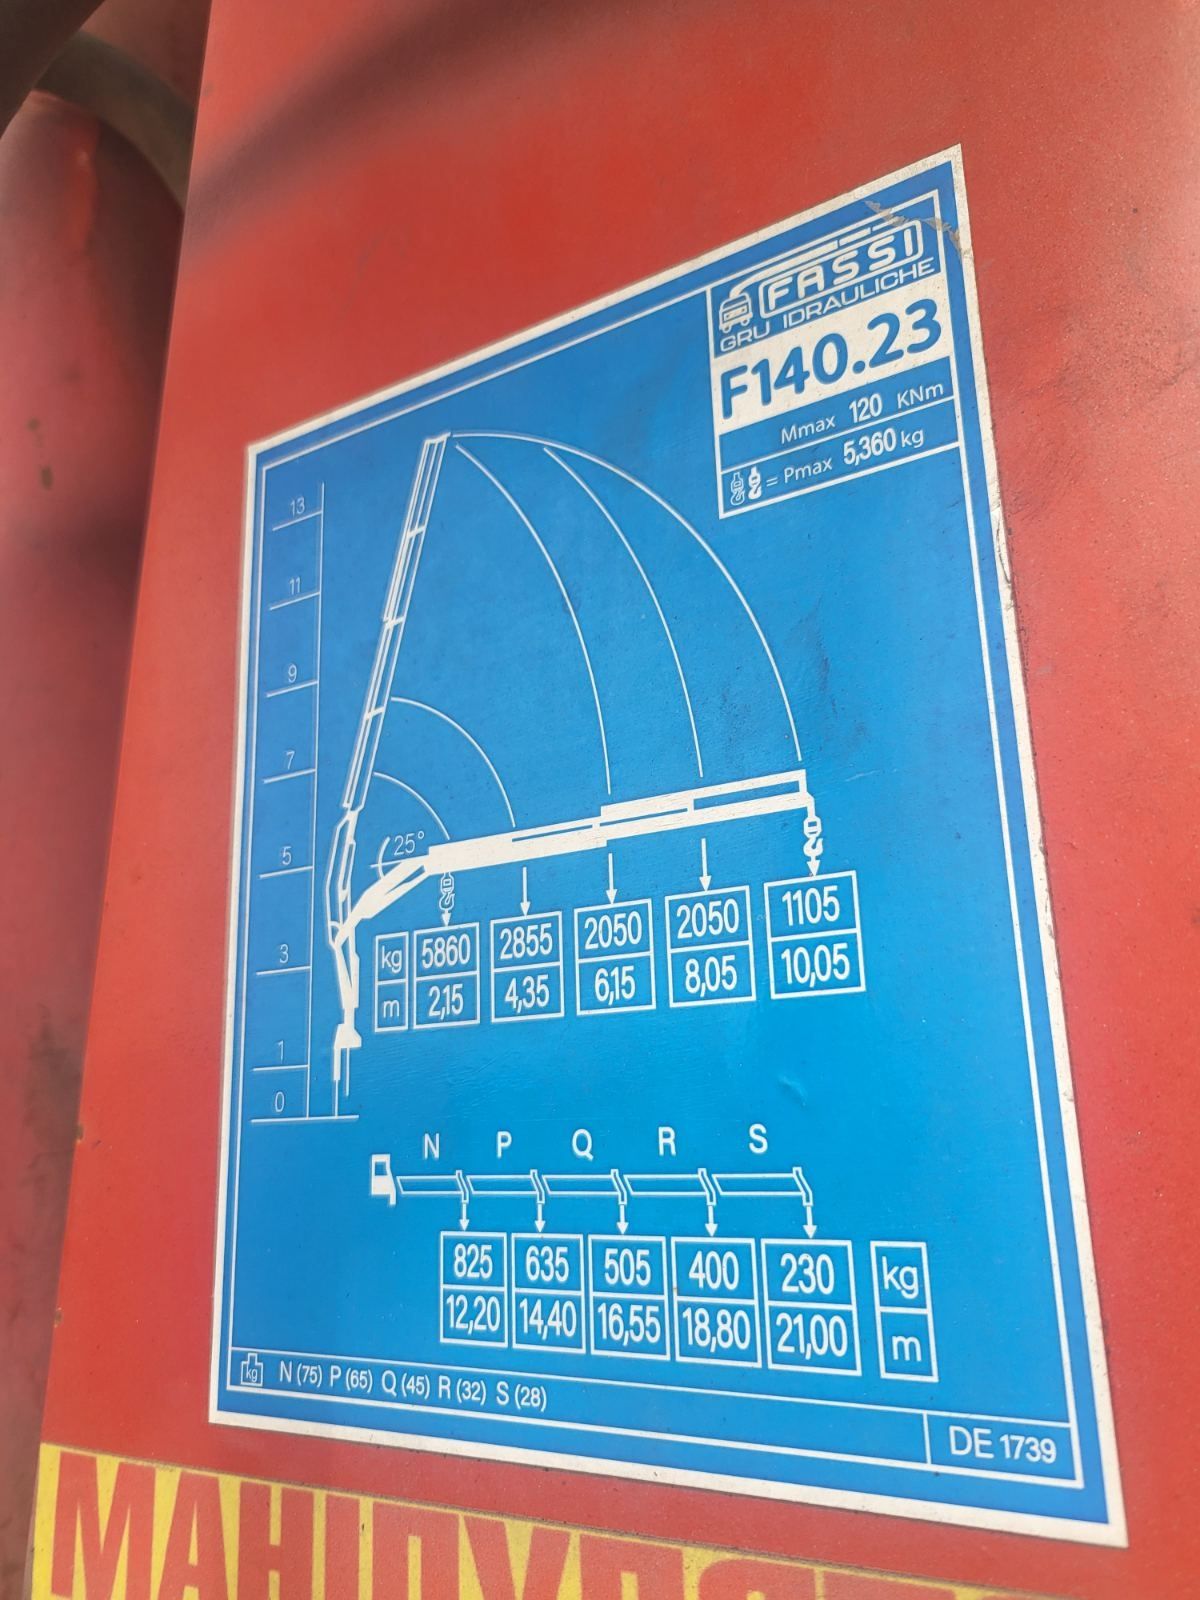 FASSI
GRU IDRAULICHE
F140.23
Mmax 120 KNm
= Pmax 5,360 kg
13
11
9
7
5
3
1
0
25°
kg 5860 2855 2050 2050 1105
m 2,15 4,35 6,15 8,05 10,05
N P Q R S
825 635 505 400 230 kg
12,20 14,40 16,55 18,80 21,00 m
kg N (75) P (65) Q (45) R (32) S (28)
DE 1739